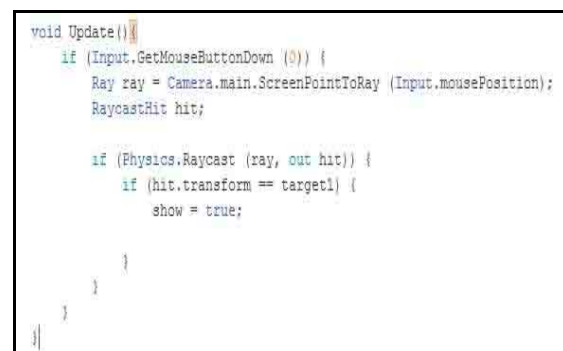 void Update(){
if (Input.GetMouseButtonDown (0)) {
Ray ray = Camera.main.ScreenPointToRay (Input.mousePosition);
RaycastHit hit;
if (Physics.Raycast (ray, out hit)) {
if (hit.transform == target1) {
show = true;
}
}
}
}